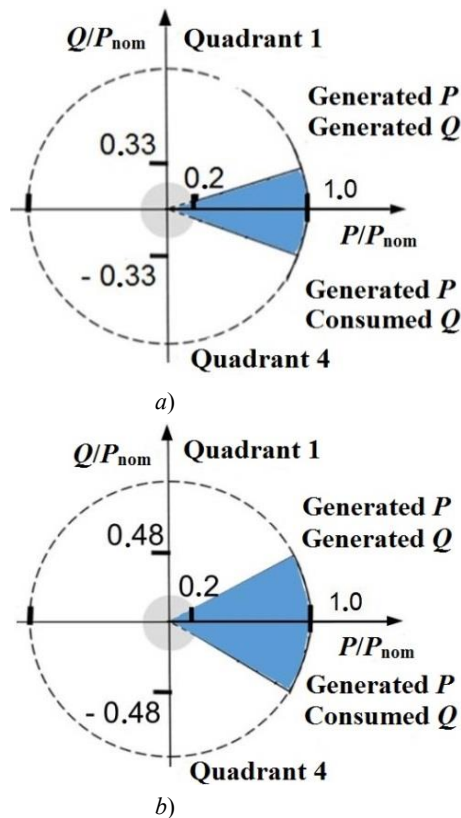 Q/Pnom
Quadrant 1
Generated P
Generated Q
0.33
0.2
1.0
P/Pnom
- 0.33
Generated P
Consumed Q
Quadrant 4
a)
Q/Pnom
Quadrant 1
Generated P
Generated Q
0.48
0.2
1.0
P/Pnom
- 0.48
Generated P
Consumed Q
Quadrant 4
b)